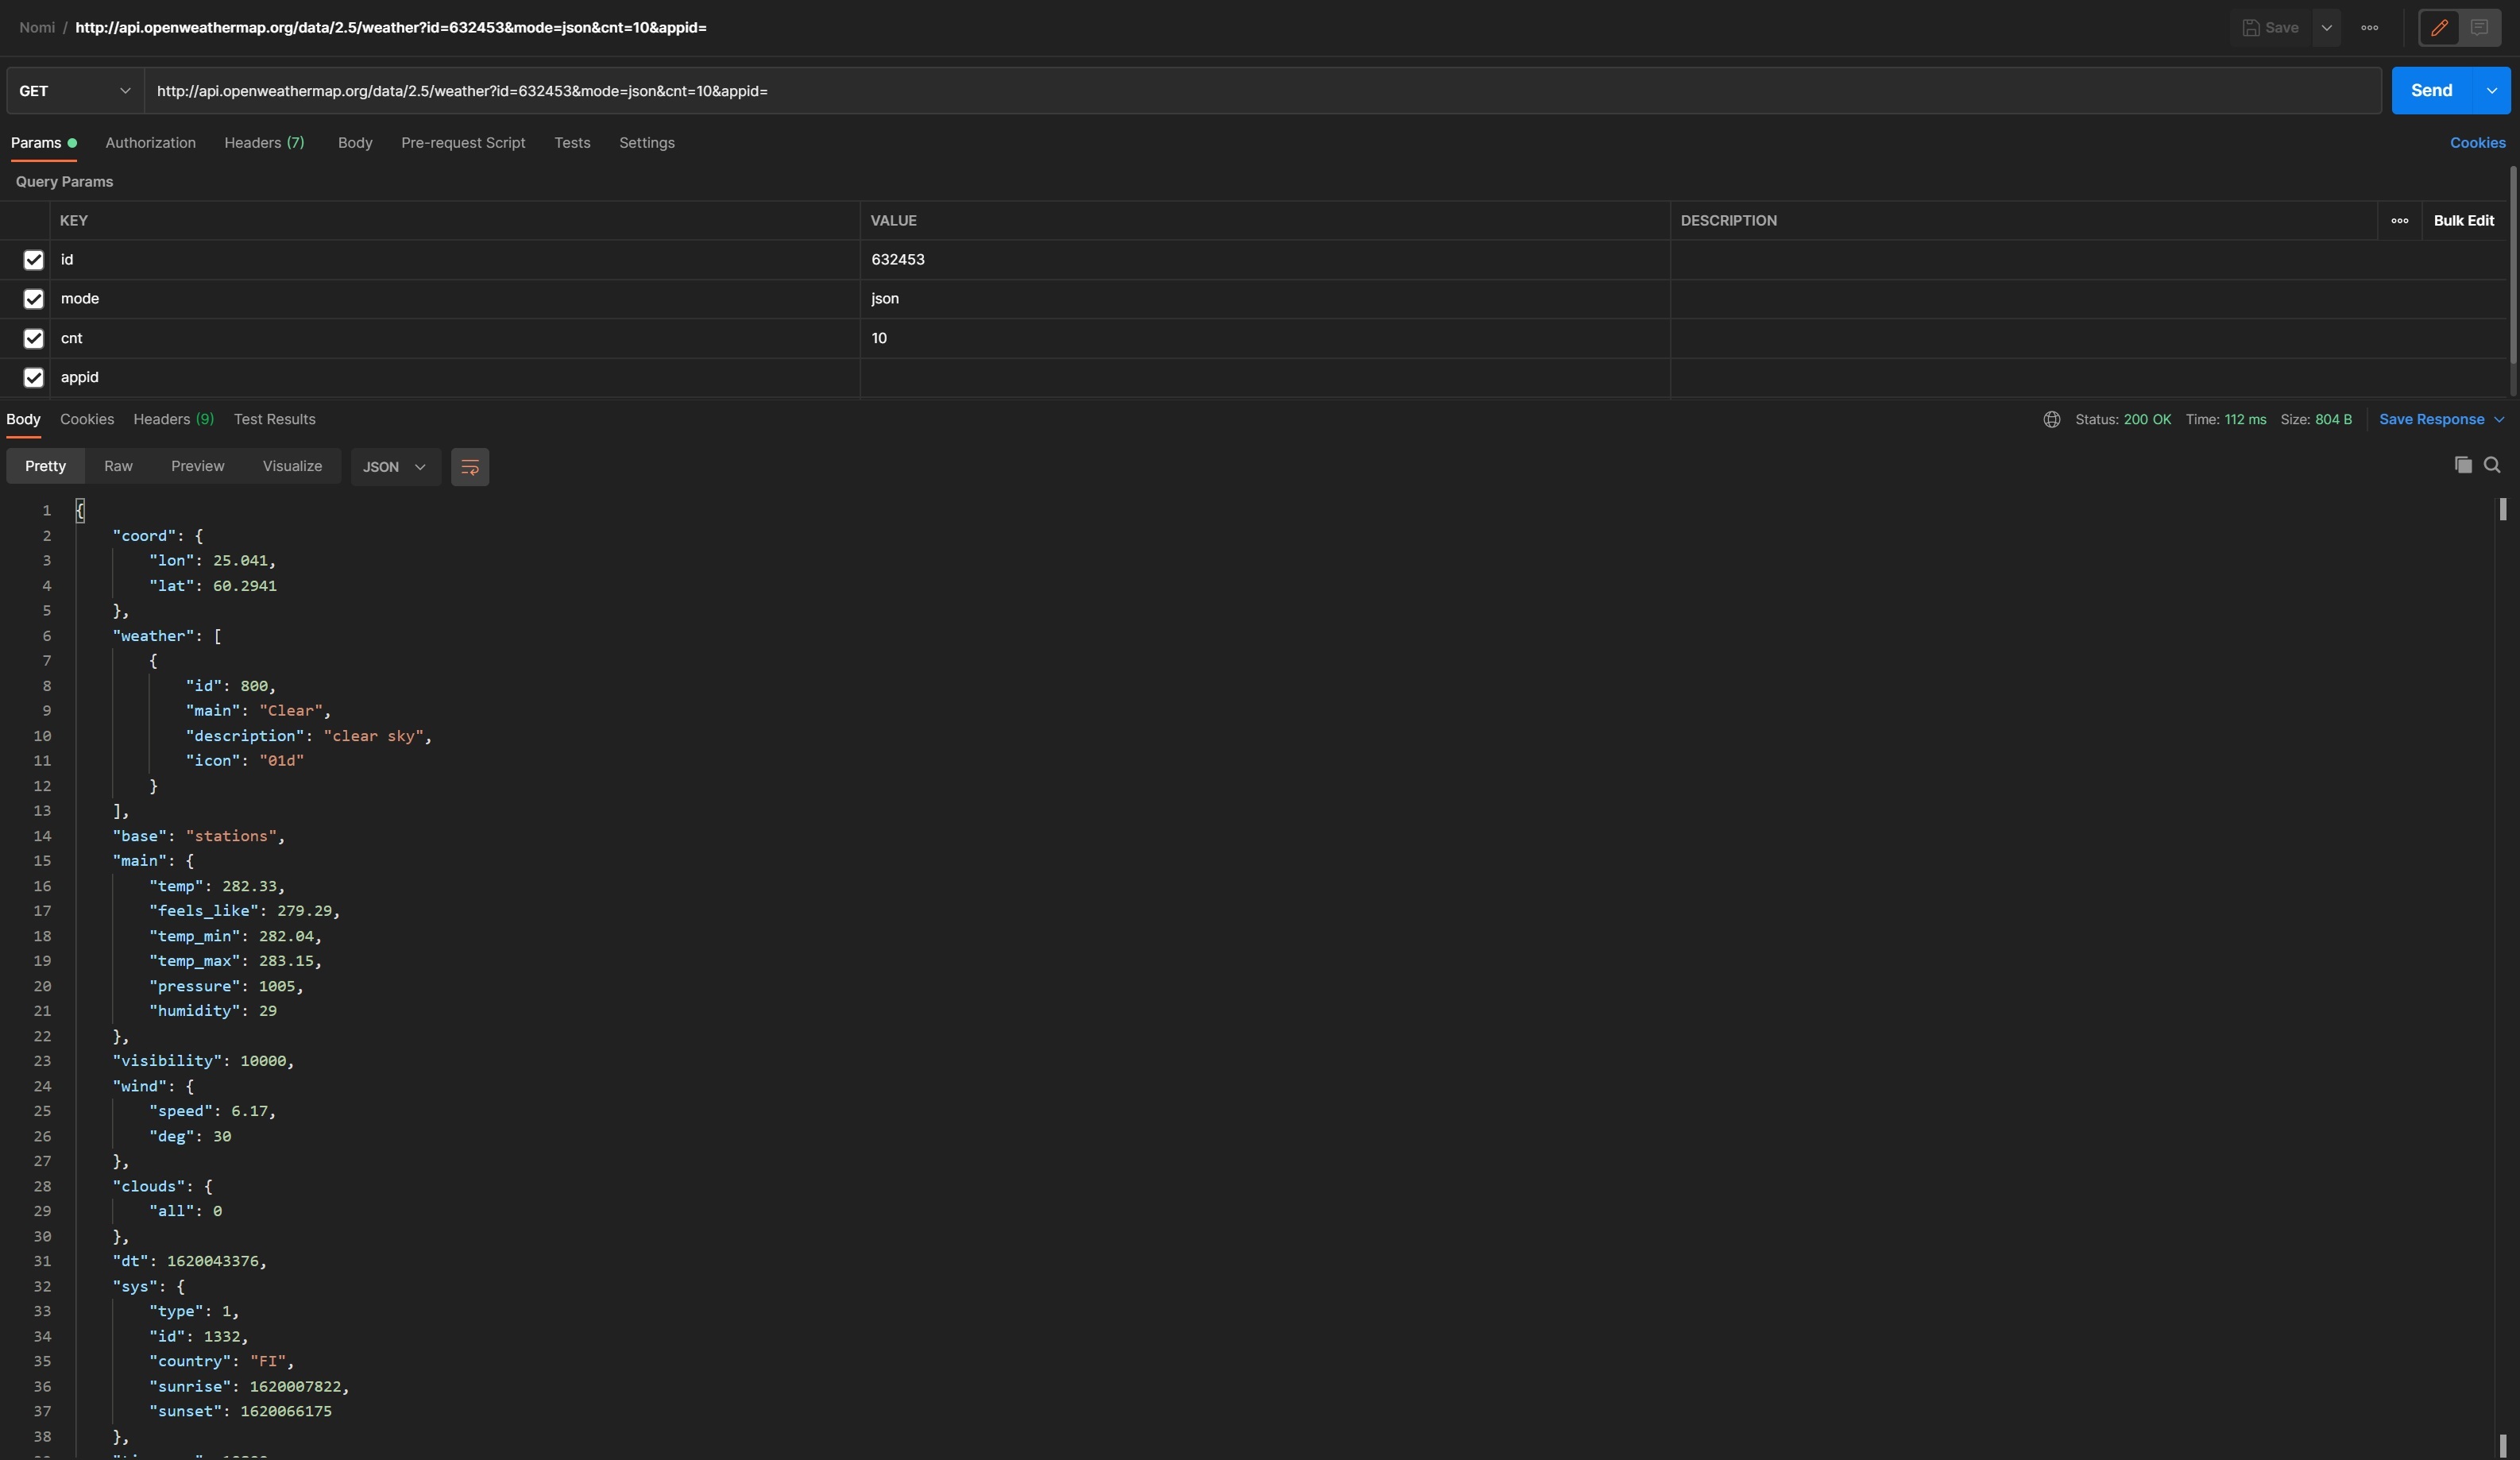 Nomi / http://api.openweathermap.org/data/2.5/weather?id=632453&mode=json&cnt=10&appid=
Save
GET http://api.openweathermap.org/data/2.5/weather?id=632453&mode=json&cnt=10&appid=
Send
Params Authorization Headers (7) Body Pre-request Script Tests Settings Cookies
Query Params
KEY VALUE DESCRIPTION Bulk Edit
id 632453
mode json
cnt 10
appid
Body Cookies Headers (9) Test Results Status: 200 OK Time: 112 ms Size: 804 B Save Response
Pretty Raw Preview Visualize JSON
1 {
2 "coord": {
3 "lon": 25.041,
4 "lat": 60.2941
5 },
6 "weather": [
7 {
8 "id": 800,
9 "main": "Clear",
10 "description": "clear sky",
11 "icon": "01d"
12 }
13 ],
14 "base": "stations",
15 "main": {
16 "temp": 282.33,
17 "feels_like": 279.29,
18 "temp_min": 282.04,
19 "temp_max": 283.15,
20 "pressure": 1005,
21 "humidity": 29
22 },
23 "visibility": 10000,
24 "wind": {
25 "speed": 6.17,
26 "deg": 30
27 },
28 "clouds": {
29 "all": 0
30 },
31 "dt": 1620043376,
32 "sys": {
33 "type": 1,
34 "id": 1332,
35 "country": "FI",
36 "sunrise": 1620007822,
37 "sunset": 1620066175
38 },